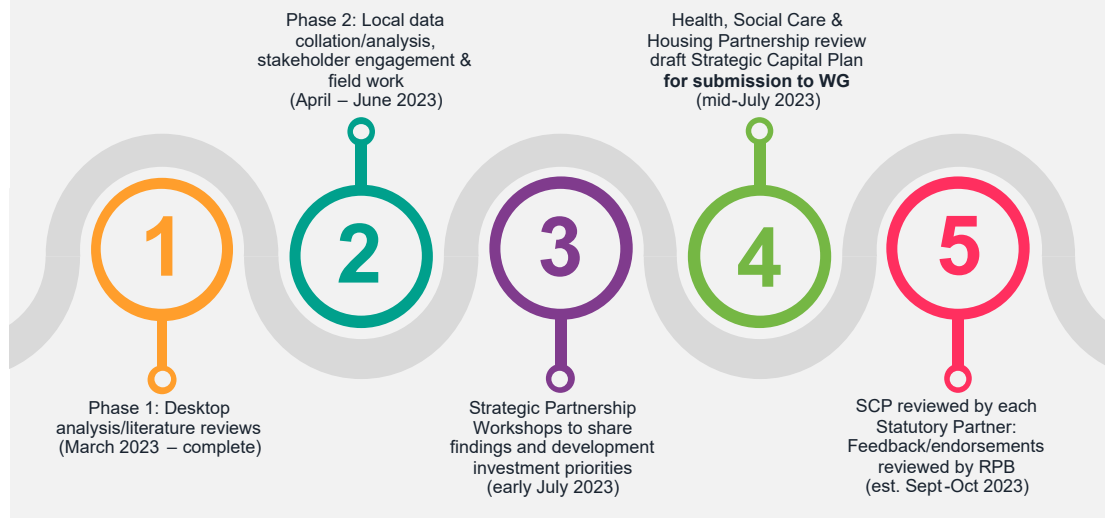 1
Phase 1: Desktop
analysis/literature reviews
(March 2023 – complete)
Phase 2: Local data
collation/analysis,
stakeholder engagement &
field work
(April – June 2023)
2
3
Strategic Partnership
Workshops to share
findings and development
investment priorities
(early July 2023)
Health, Social Care &
Housing Partnership review
draft Strategic Capital Plan
for submission to WG
(mid-July 2023)
4
5
SCP reviewed by each
Statutory Partner:
Feedback/endorsements
reviewed by RPB
(est. Sept-Oct 2023)